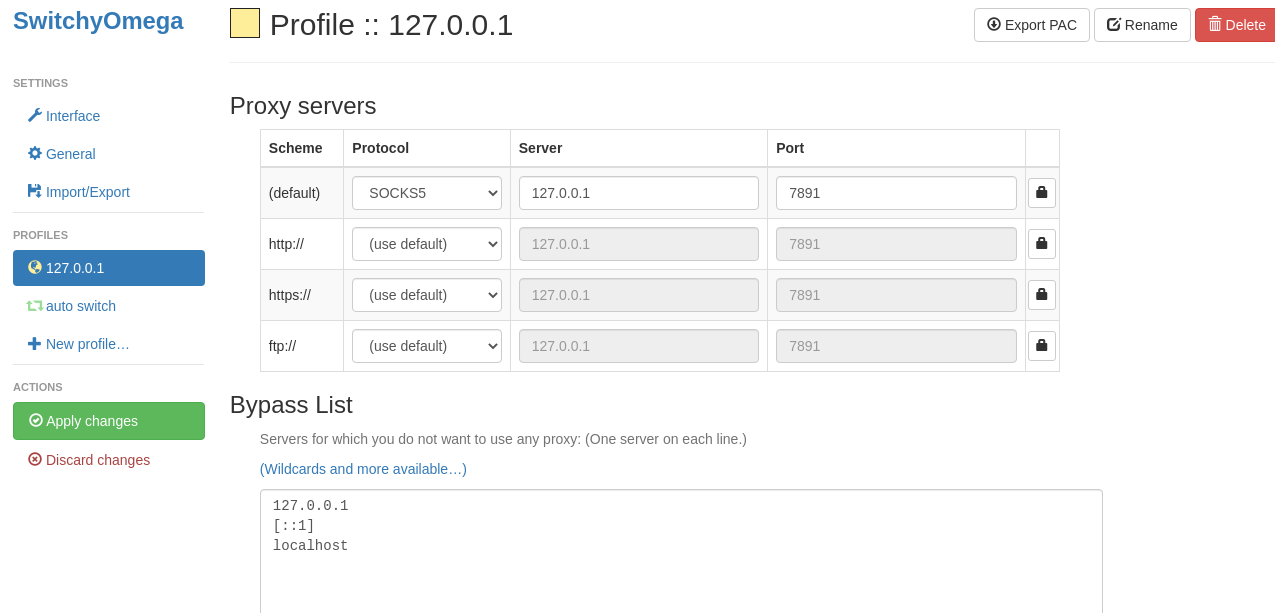 SwitchyOmega
SETTINGS
Interface
General
Import/Export
PROFILES
127.0.0.1
auto switch
New profile…
ACTIONS
Apply changes
Discard changes
Profile :: 127.0.0.1
Export PAC
Rename
Delete
Proxy servers
Scheme Protocol Server Port
(default) SOCKS5 127.0.0.1 7891
http:// (use default) 127.0.0.1 7891
https:// (use default) 127.0.0.1 7891
ftp:// (use default) 127.0.0.1 7891
Bypass List
Servers for which you do not want to use any proxy: (One server on each line.)
(Wildcards and more available…)
127.0.0.1
[::1]
localhost